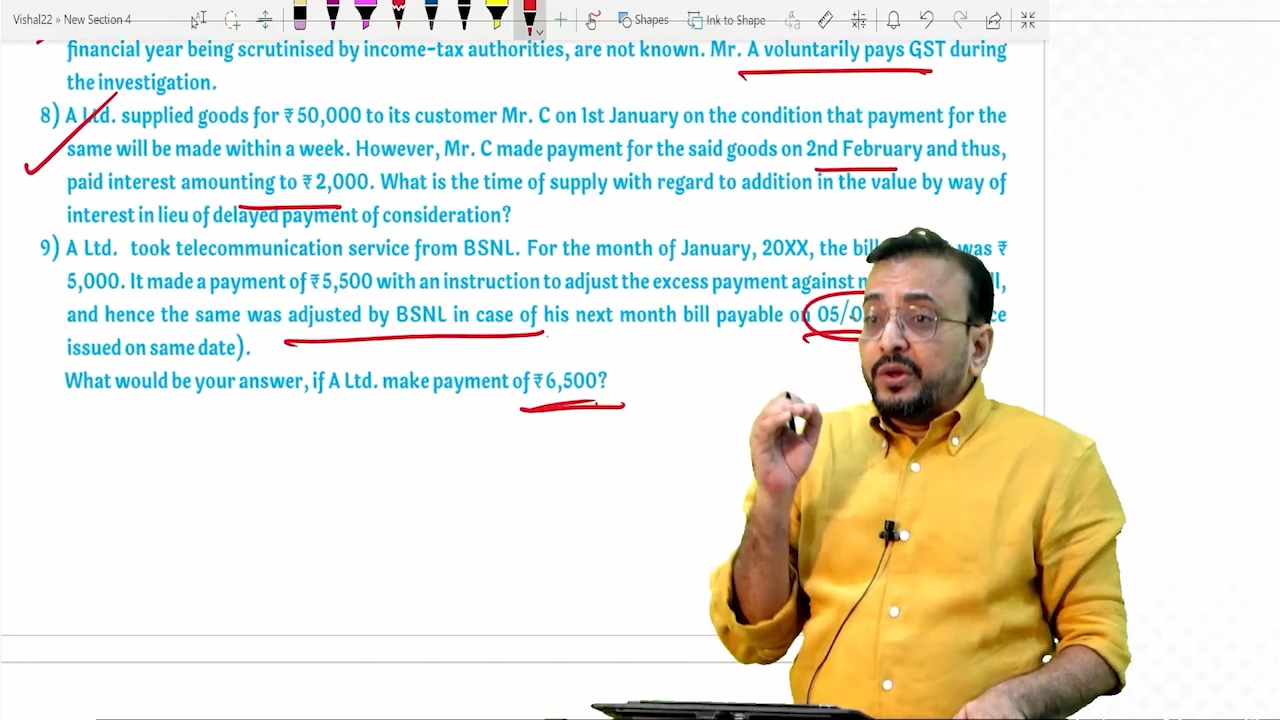 Vishal22 » New Section 4
Shapes
Ink to Shape
financial year being scrutinised by income-tax authorities, are not known. Mr. A voluntarily pays GST during
the investigation.
8) A Ltd. supplied goods for ₹ 50,000 to its customer Mr. C on 1st January on the condition that payment for the
same will be made within a week. However, Mr. C made payment for the said goods on 2nd February and thus,
paid interest amounting to ₹ 2,000. What is the time of supply with regard to addition in the value by way of
interest in lieu of delayed payment of consideration?
9) A Ltd. took telecommunication service from BSNL. For the month of January, 20XX, the bill was ₹
5,000. It made a payment of ₹ 5,500 with an instruction to adjust the excess payment against
and hence the same was adjusted by BSNL in case of his next month bill payable on 05/0
issued on same date).
What would be your answer, if A Ltd. make payment of ₹ 6,500?